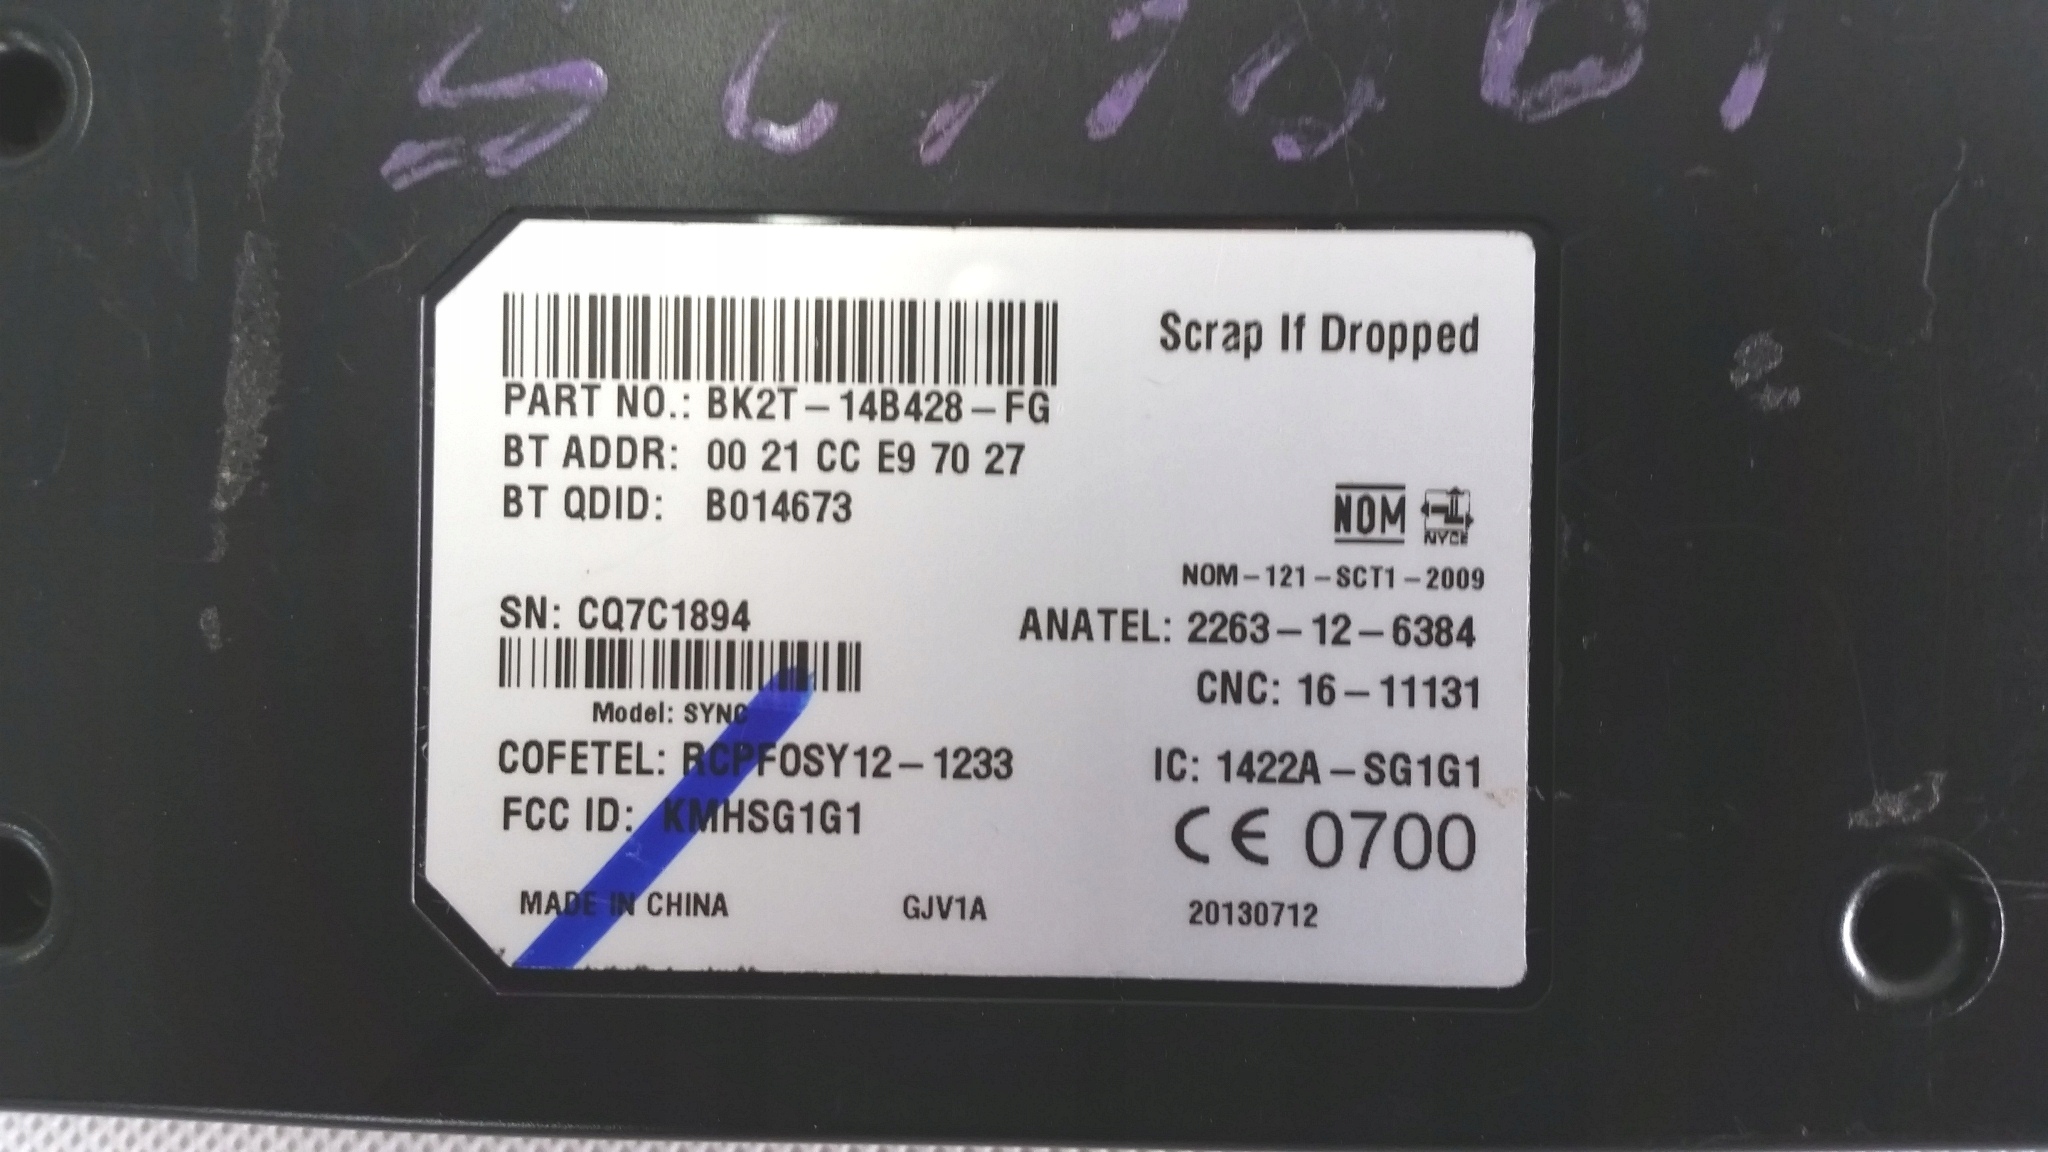 Scrap If Dropped
PART NO.: BK2T-14B428-FG
BT ADDR: 00 21 CC E9 70 27
BT QDID: B014673
NOM
NYCE
NOM-121-SCT1-2009
SN: CQ7C1894
ANATEL: 2263-12-6384
CNC: 16-11131
Model: SYNC
COFETEL: RCPFOSY12-1233
IC: 1422A-SG1G1
FCC ID: KMHSG1G1
CE 0700
MADE IN CHINA
GJV1A
20130712